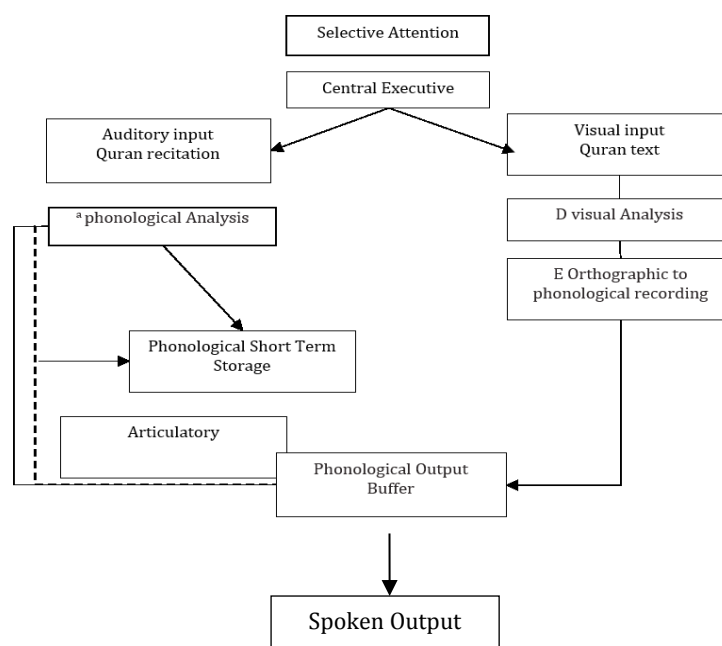 Selective Attention
Central Executive
Auditory input
Quran recitation
Visual input
Quran text
ᵃ phonological Analysis
D visual Analysis
E Orthographic to
phonological recording
Phonological Short Term
Storage
Articulatory
Phonological Output
Buffer
Spoken Output